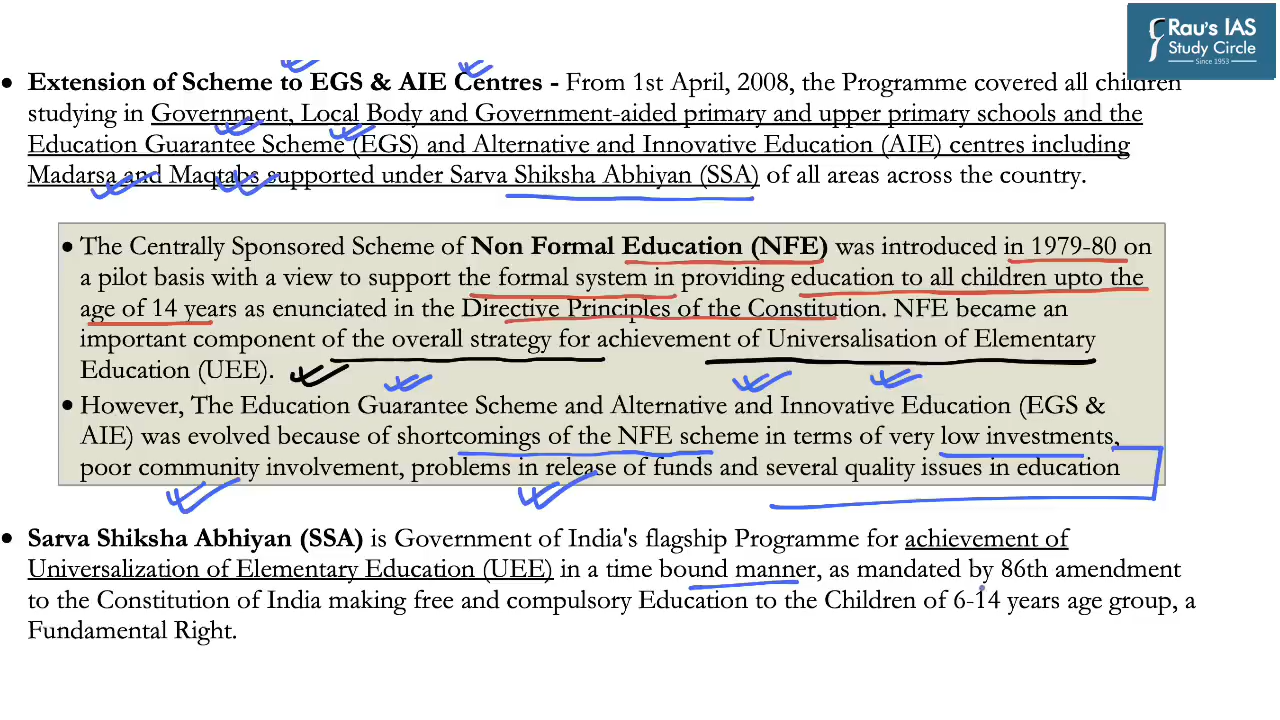 Rau's IAS
Study Circle
Since 1953
• Extension of Scheme to EGS & AIE Centres - From 1st April, 2008, the Programme covered all children
studying in Government, Local Body and Government-aided primary and upper primary schools and the
Education Guarantee Scheme (EGS) and Alternative and Innovative Education (AIE) centres including
Madarsa and Maqtabs supported under Sarva Shiksha Abhiyan (SSA) of all areas across the country.
• The Centrally Sponsored Scheme of Non Formal Education (NFE) was introduced in 1979-80 on
a pilot basis with a view to support the formal system in providing education to all children upto the
age of 14 years as enunciated in the Directive Principles of the Constitution. NFE became an
important component of the overall strategy for achievement of Universalisation of Elementary
Education (UEE).
• However, The Education Guarantee Scheme and Alternative and Innovative Education (EGS &
AIE) was evolved because of shortcomings of the NFE scheme in terms of very low investments,
poor community involvement, problems in release of funds and several quality issues in education
• Sarva Shiksha Abhiyan (SSA) is Government of India's flagship Programme for achievement of
Universalization of Elementary Education (UEE) in a time bound manner, as mandated by 86th amendment
to the Constitution of India making free and compulsory Education to the Children of 6-14 years age group, a
Fundamental Right.